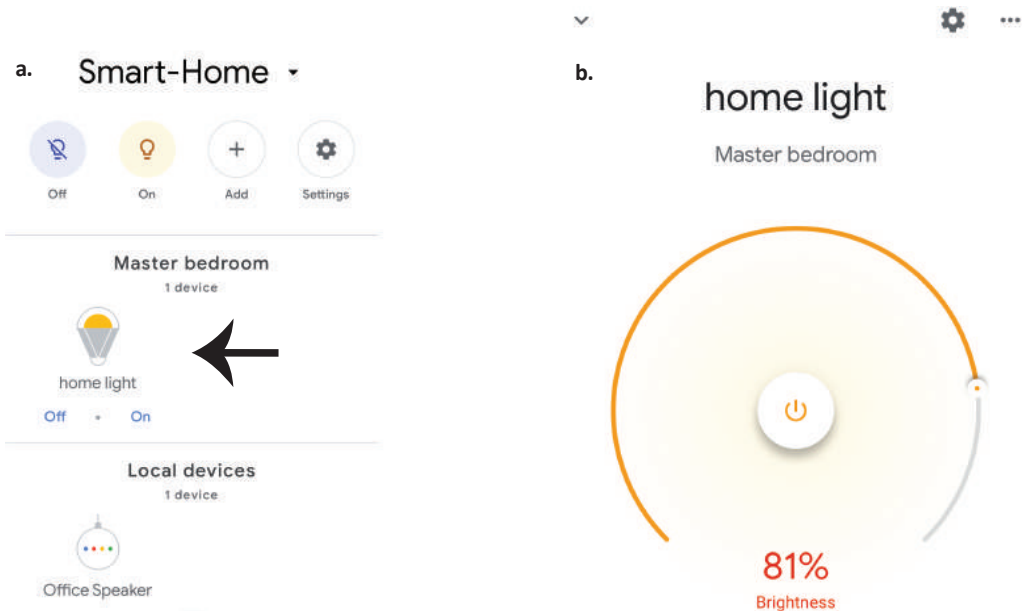 a.
Smart-Home
Off
On
Add
Settings
Master bedroom
1 device
home light
Off • On
Local devices
1 device
Office Speaker
b.
home light
Master bedroom
81%
Brightness